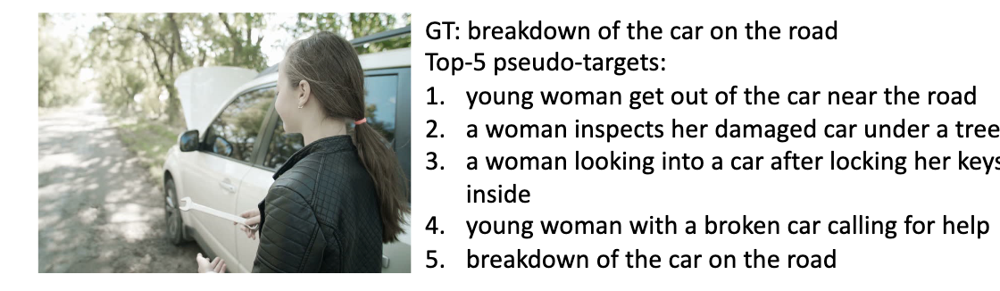 GT: breakdown of the car on the road
Top-5 pseudo-targets:
1. young woman get out of the car near the road
2. a woman inspects her damaged car under a tree
3. a woman looking into a car after locking her keys
inside
4. young woman with a broken car calling for help
5. breakdown of the car on the road